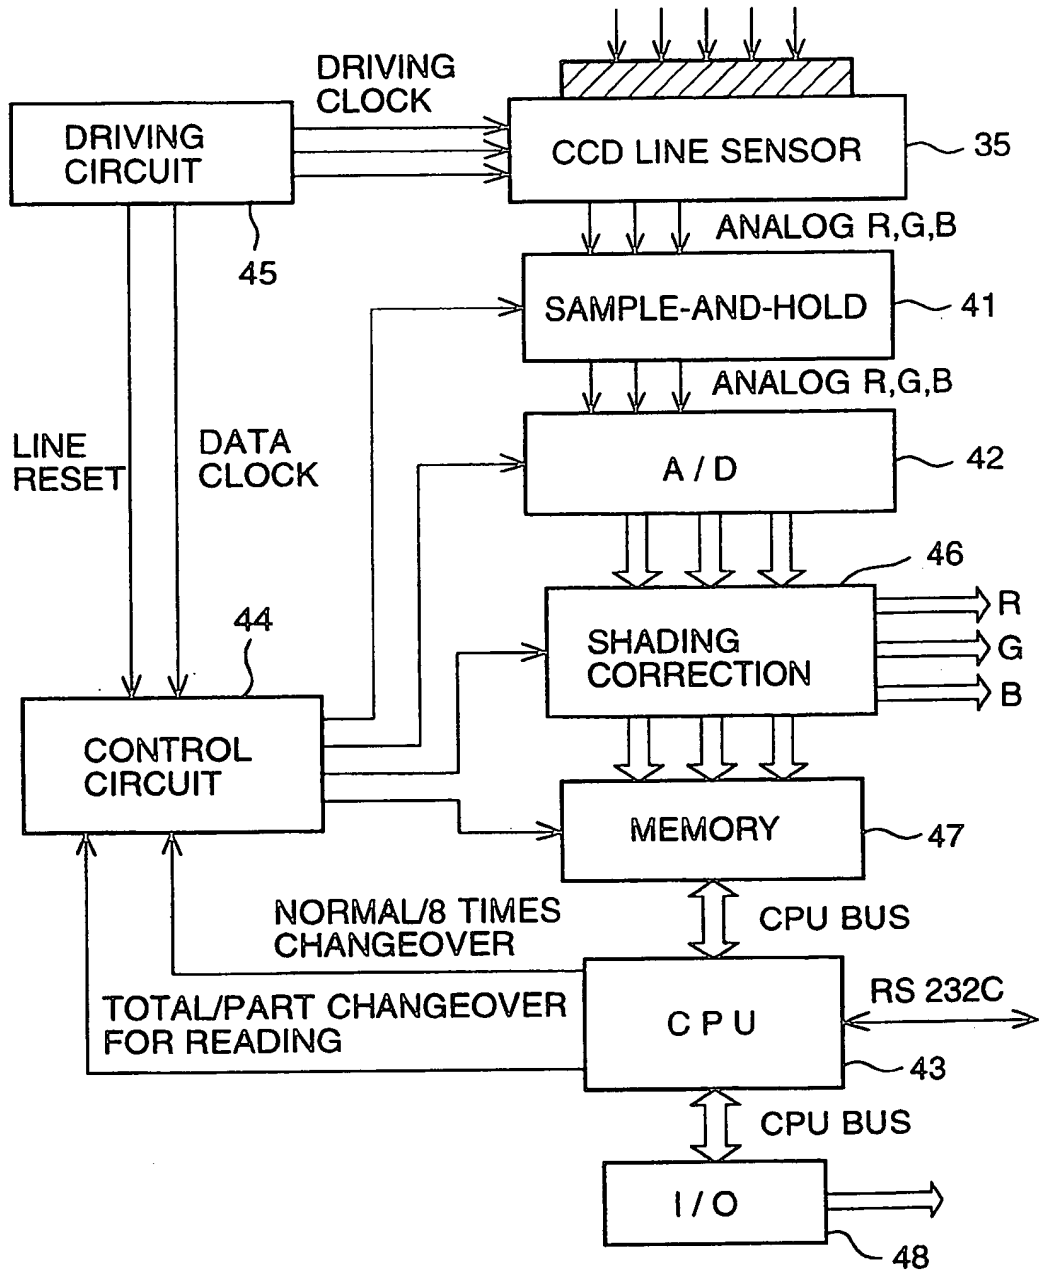 DRIVING
CLOCK
DRIVING
CIRCUIT
CCD LINE SENSOR
35
45
ANALOG R,G,B
SAMPLE-AND-HOLD
41
ANALOG R,G,B
LINE
RESET
DATA
CLOCK
A / D
42
46
SHADING
CORRECTION
R
G
B
44
CONTROL
CIRCUIT
MEMORY
47
NORMAL/8 TIMES
CHANGEOVER
CPU BUS
TOTAL/PART CHANGEOVER
FOR READING
C P U
RS 232C
43
CPU BUS
I / O
48